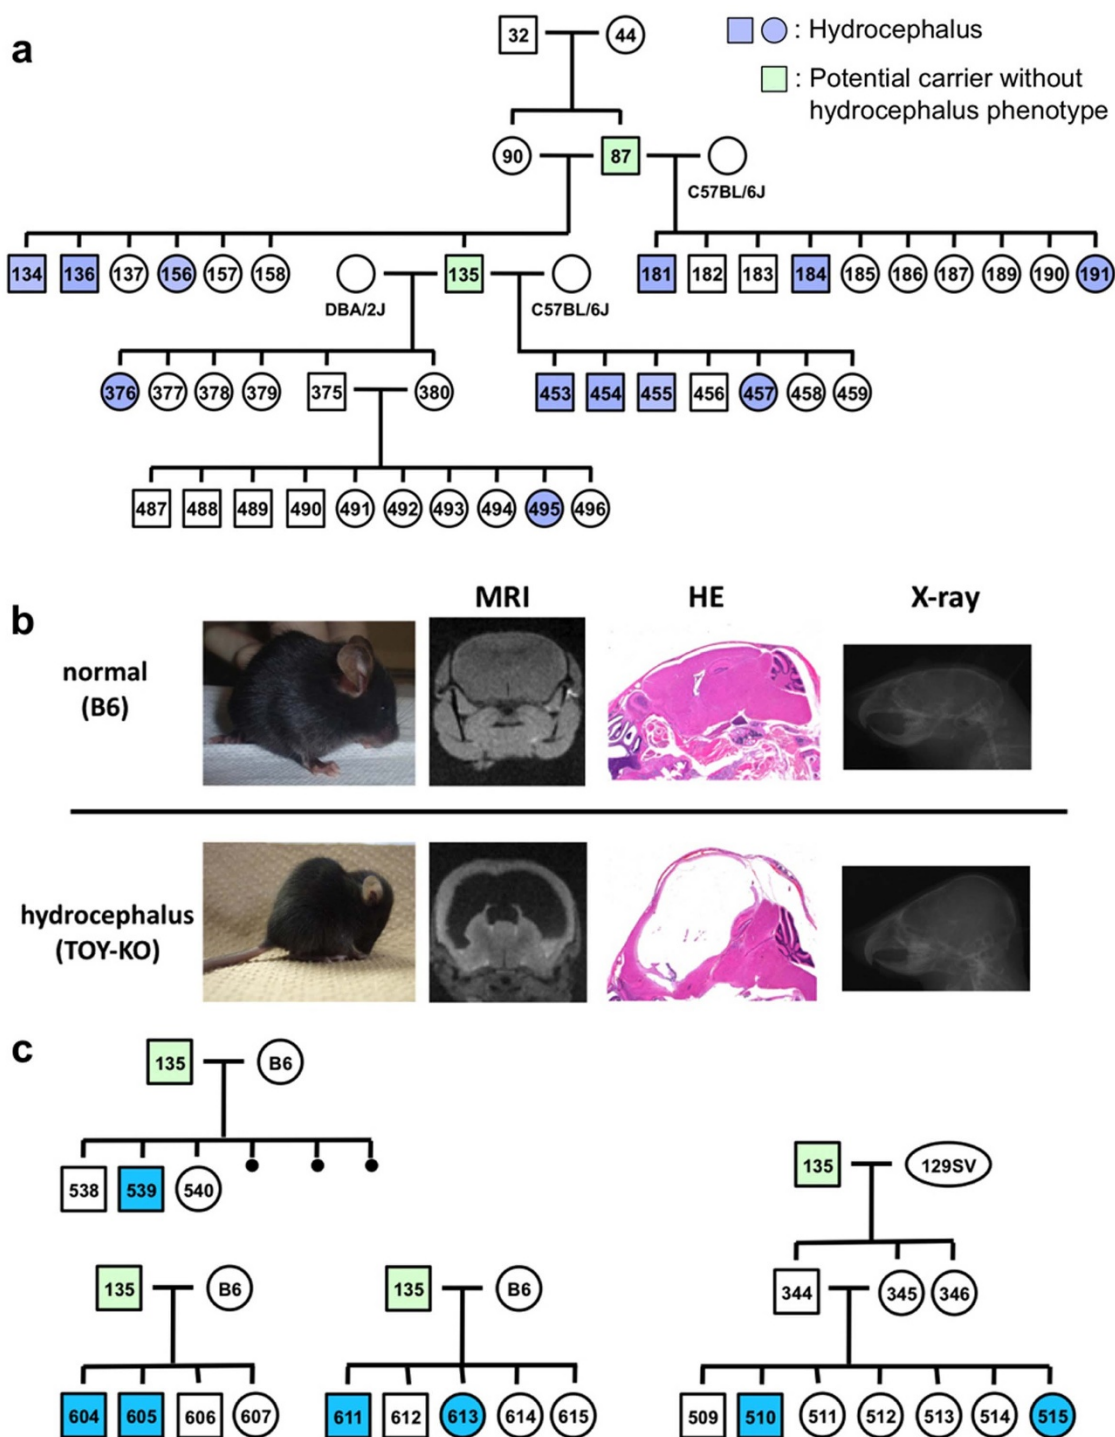 a
32 44
: Hydrocephalus
: Potential carrier without
hydrocephalus phenotype
90 87
C57BL/6J
134 136 137 156 157 158 135 181 182 183 184 185 186 187 189 190 191
DBA/2J C57BL/6J
376 377 378 379 375 380 453 454 455 456 457 458 459
487 488 489 490 491 492 493 494 495 496
b
MRI HE X-ray
normal
(B6)
hydrocephalus
(TOY-KO)
c
135 B6
538 539 540
135 129SV
135 B6 135 B6 344 345 346
604 605 606 607 611 612 613 614 615 509 510 511 512 513 514 515